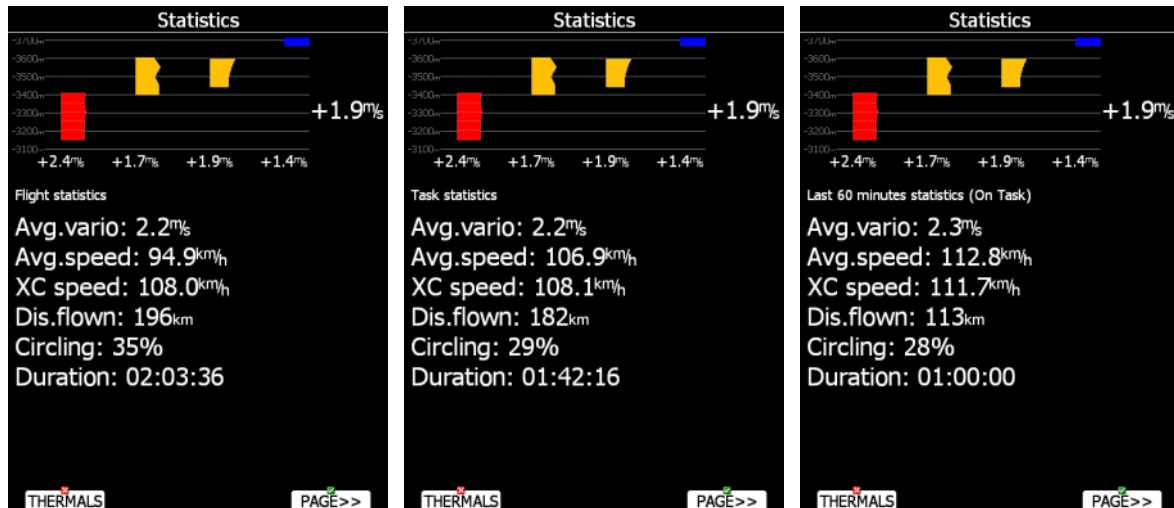 Statistics
-3700m
-3600m
-3500m
-3400m
-3300m
-3200m
-3100m
+1.9m/s
+2.4m/s +1.7m/s +1.9m/s +1.4m/s
Flight statistics
Avg.vario: 2.2m/s
Avg.speed: 94.9km/h
XC speed: 108.0km/h
Dis.flown: 196km
Circling: 35%
Duration: 02:03:36
THERMALS PAGE>>
Statistics
-3700m
-3600m
-3500m
-3400m
-3300m
-3200m
-3100m
+1.9m/s
+2.4m/s +1.7m/s +1.9m/s +1.4m/s
Task statistics
Avg.vario: 2.2m/s
Avg.speed: 106.9km/h
XC speed: 108.1km/h
Dis.flown: 182km
Circling: 29%
Duration: 01:42:16
THERMALS PAGE>>
Statistics
-3700m
-3600m
-3500m
-3400m
-3300m
-3200m
-3100m
+1.9m/s
+2.4m/s +1.7m/s +1.9m/s +1.4m/s
Last 60 minutes statistics (On Task)
Avg.vario: 2.3m/s
Avg.speed: 112.8km/h
XC speed: 111.7km/h
Dis.flown: 113km
Circling: 28%
Duration: 01:00:00
THERMALS PAGE>>